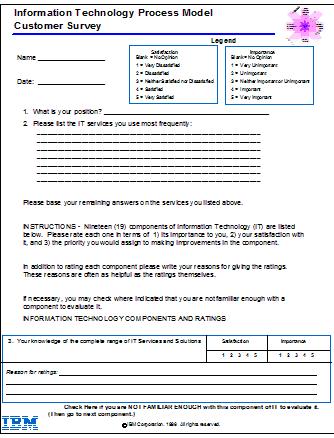 Information Technology Process Model
Customer Survey
Legend
Satisfaction
Blank = No Opinion
1 = Very Dissatisfied
2 = Dissatisfied
3 = Neither Satisfied nor Dissatisfied
4 = Satisfied
5 = Very Satisfied
Importance
Blank = No Opinion
1 = Very Unimportant
2 = Unimportant
3 = Neither Important nor Unimportant
4 = Important
5 = Very Important
Name
Date:
1. What is your position?
2. Please list the IT services you use most frequently:
Please base your remaining answers on the services you listed above.
INSTRUCTIONS - Nineteen (19) components of Information Technology (IT) are listed
below. Please rate each one in terms of 1) its importance to you, 2) your satisfaction with
it, and 3) the priority you would assign to making improvements in the component.
In addition to rating each component please write your reasons for giving the ratings.
These reasons are often as helpful as the ratings themselves.
If necessary, you may check where indicated that you are not familiar enough with a
component to evaluate it.
INFORMATION TECHNOLOGY COMPONENTS AND RATINGS
3. Your knowledge of the complete range of IT Services and Solutions
Satisfaction
1 2 3 4 5
Importance
1 2 3 4 5
Reason for ratings:
Check Here if you are NOT FAMILIAR ENOUGH with this component of IT to evaluate it.
(Then go to next component.)
IBM
© IBM Corporation. All rights reserved.